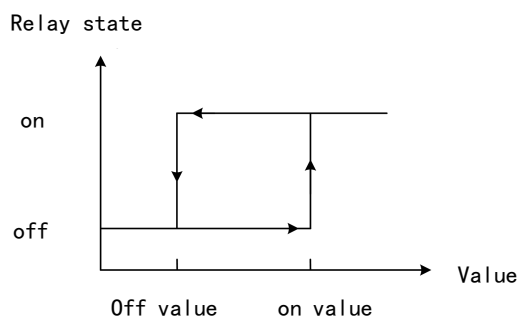 Relay state
on
off
Value
Off value
on value